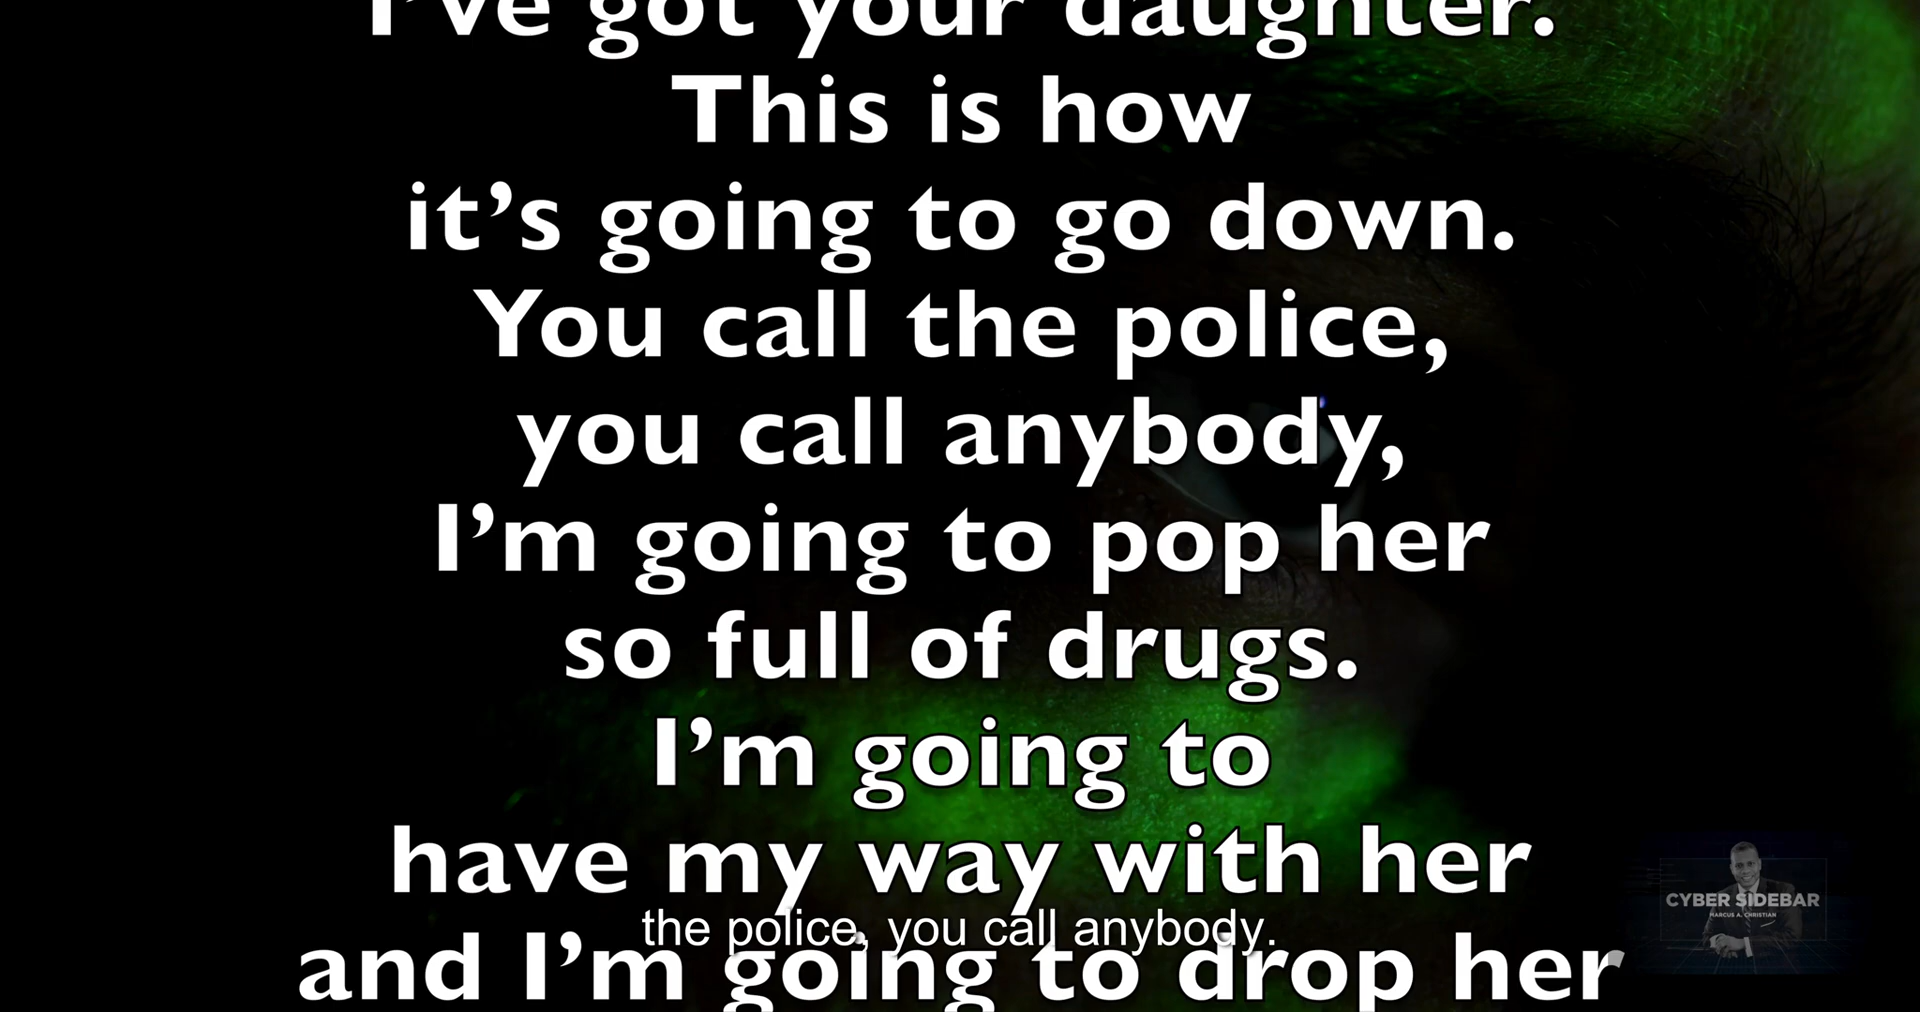 I’ve got your daughter.
This is how
it’s going to go down.
You call the police,
you call anybody,
I’m going to pop her
so full of drugs.
I’m going to
have my way with her
the police, you call anybody.
and I’m going to drop her
CYBER SIDEBAR
MARCUS A. CHRISTIAN